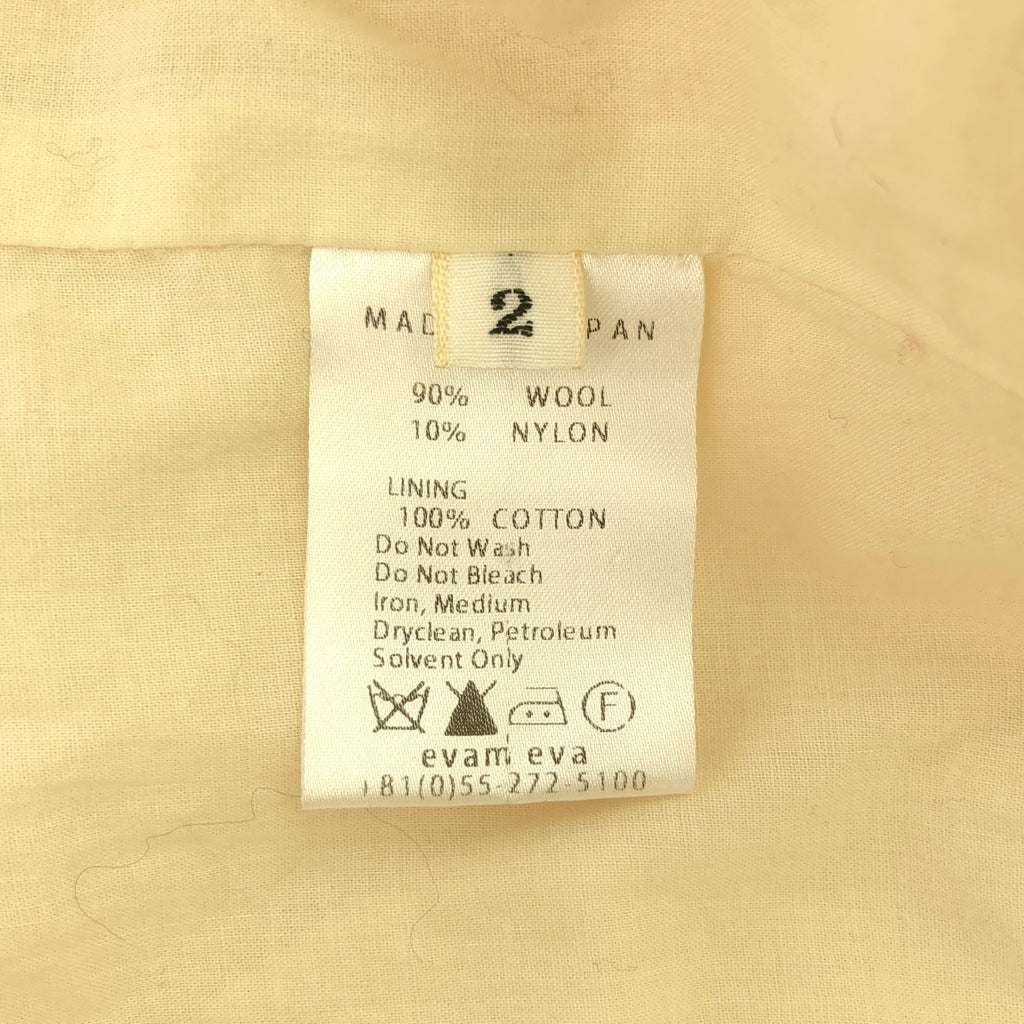 2
MAD PAN
90% WOOL
10% NYLON
LINING
100% COTTON
Do Not Wash
Do Not Bleach
Iron, Medium
Dryclean, Petroleum
Solvent Only
F
evam eva
+81(0)55-272-5100